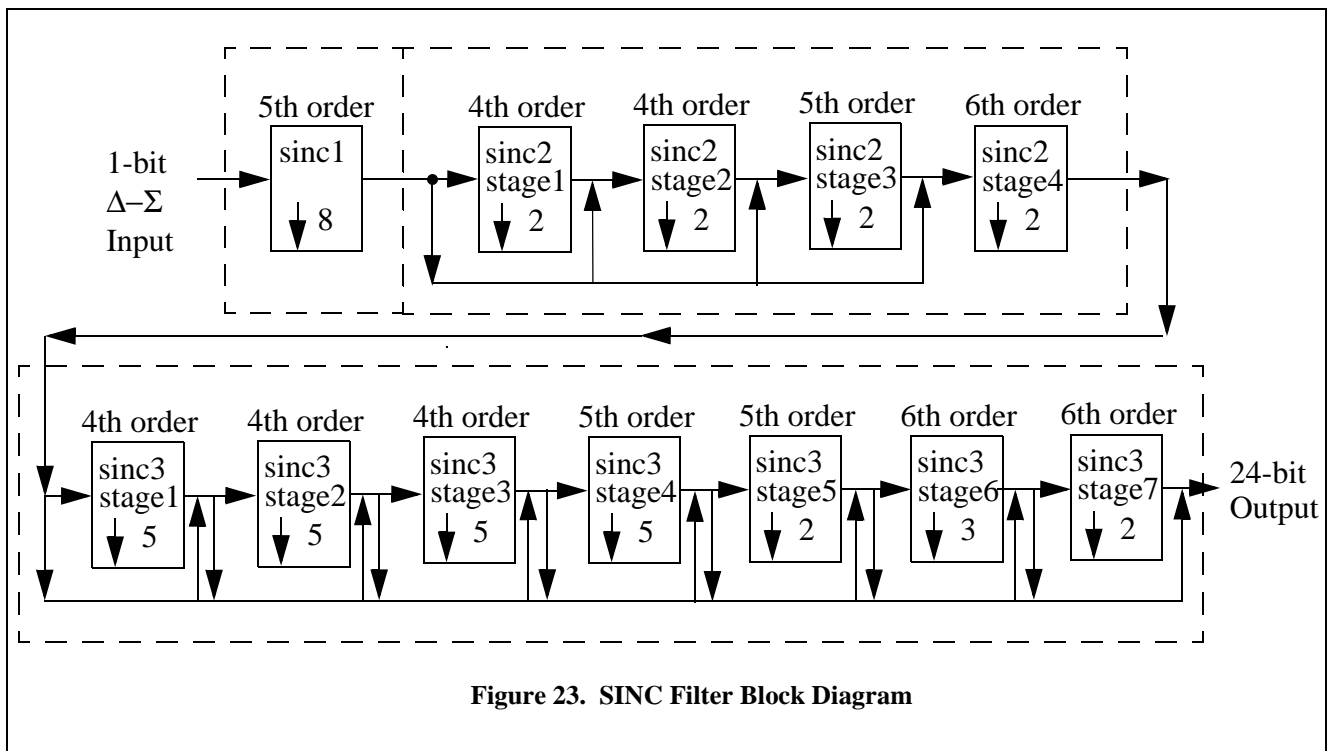 5th order
4th order
4th order
5th order
6th order
1-bit
Δ–Σ
Input
sinc1
8
sinc2
stage1
2
sinc2
stage2
2
sinc2
stage3
2
sinc2
stage4
2
4th order
4th order
4th order
5th order
5th order
6th order
6th order
sinc3
stage1
5
sinc3
stage2
5
sinc3
stage3
5
sinc3
stage4
5
sinc3
stage5
2
sinc3
stage6
3
sinc3
stage7
2
24-bit
Output
Figure 23. SINC Filter Block Diagram